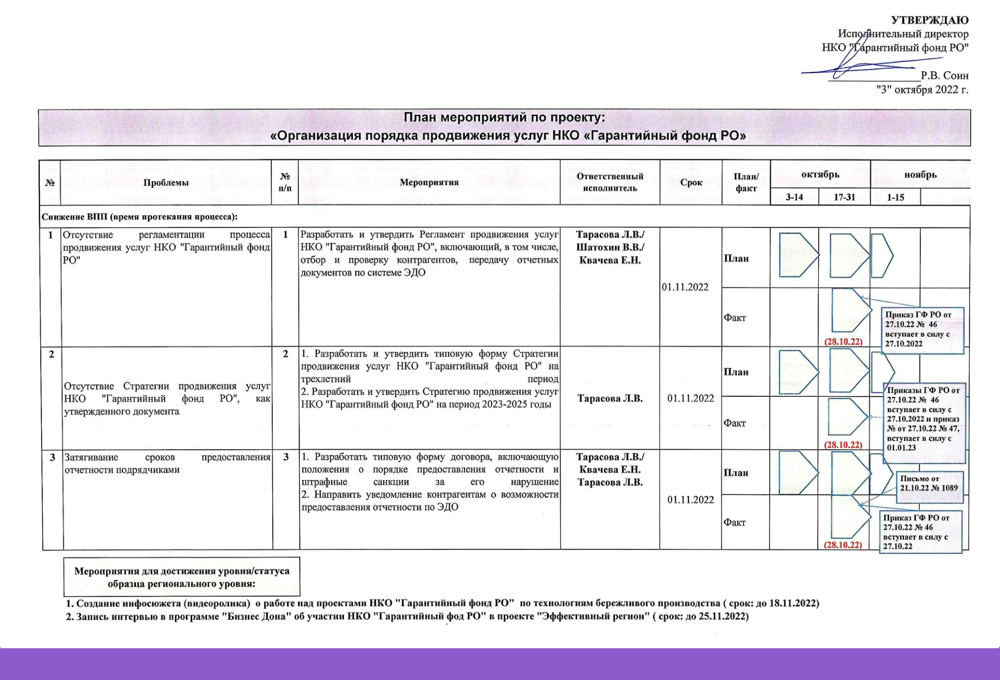 УТВЕРЖДАЮ
Исполнительный директор
НКО "Гарантийный фонд РО"
Р.В. Соин
"3" октября 2022 г.
План мероприятий по проекту:
«Организация порядка продвижения услуг НКО «Гарантийный фонд РО»
№
Проблемы
№
п/п
Мероприятия
Ответственный
исполнитель
Срок
План/
факт
октябрь
ноябрь
3-14
17-31
1-15
Снижение ВПП (время протекания процесса):
1
Отсутствие регламентации процесса
продвижения услуг НКО "Гарантийный фонд
РО"
1
Разработать и утвердить Регламент продвижения услуг
НКО "Гарантийный фонд РО", включающий, в том числе,
отбор и проверку контрагентов, передачу отчетных
документов по системе ЭДО
Тарасова Л.В./
Шатохин В.В./
Квачева Е.Н.
01.11.2022
План
Факт
(28.10.22)
Приказ ГФ РО от
27.10.22 № 46
вступает в силу с
27.10.2022
2
Отсутствие Стратегии продвижения услуг
НКО "Гарантийный фонд РО", как
утвержденного документа
2
1. Разработать и утвердить типовую форму Стратегии
продвижения услуг НКО "Гарантийный фонд РО" на
трехлетний период
2. Разработать и утвердить Стратегию продвижения услуг
НКО "Гарантийный фонд РО" на период 2023-2025 годы
Тарасова Л.В.
01.11.2022
План
Факт
(28.10.22)
Приказы ГФ РО от
27.10.22 № 46
вступает в силу с
27.10.2022 и приказ
№ от 27.10.22 № 47,
вступает в силу с
01.01.23
3
Затягивание сроков предоставления
отчетности подрядчиками
3
1. Разработать типовую форму договора, включающую
положения о порядке предоставления отчетности и
штрафные санкции за его нарушение
2. Направить уведомление контрагентам о возможности
предоставления отчетности по ЭДО
Тарасова Л.В./
Квачева Е.Н.
Тарасова Л.В.
01.11.2022
План
Факт
(28.10.22)
Письмо от
21.10.22 № 1089
Приказ ГФ РО от
27.10.22 № 46
вступает в силу с
27.10.22
Мероприятия для достижения уровня/статуса
образца регионального уровня:
1. Создание инфосюжета (видеоролика) о работе над проектами НКО "Гарантийный фонд РО" по технологиям бережливого производства ( срок: до 18.11.2022)
2. Запись интервью в программе "Бизнес Дона" об участии НКО "Гарантийный фод РО" в проекте "Эффективный регион" ( срок: до 25.11.2022)